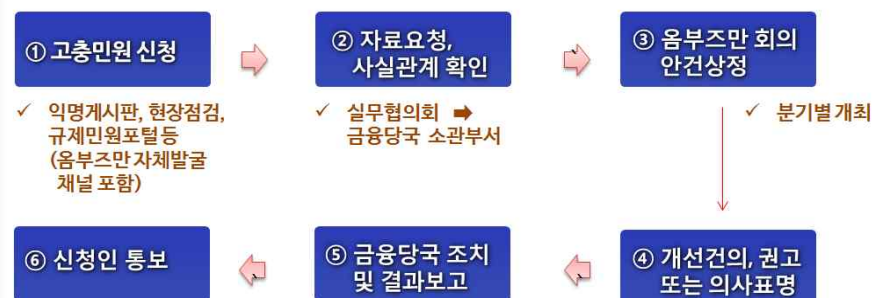 ① 고충민원 신청
② 자료요청,
사실관계 확인
③ 옴부즈만 회의
안건상정
✓ 익명게시판, 현장점검,
규제민원포털 등
(옴부즈만 자체발굴
채널 포함)
✓ 실무협의회 ➡
금융당국 소관부서
✓ 분기별 개최
④ 개선건의, 권고
또는 의사표명
⑤ 금융당국 조치
및 결과보고
⑥ 신청인 통보